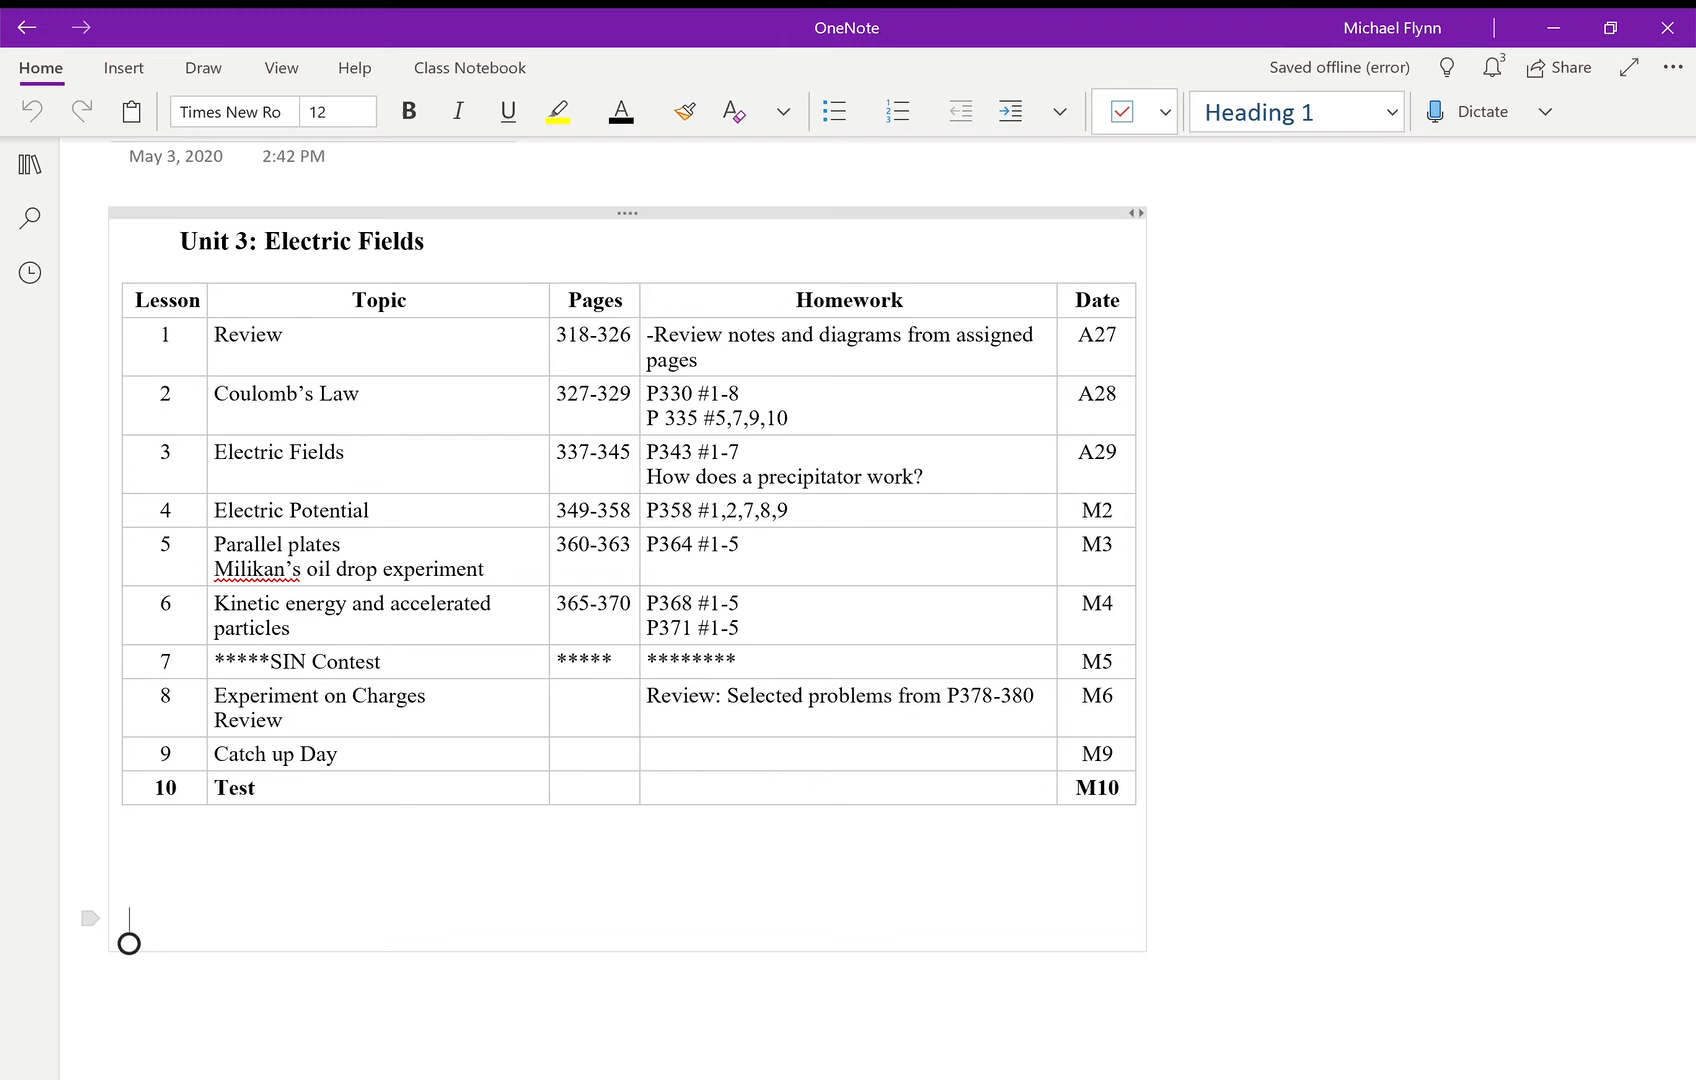 OneNote
Michael Flynn
Home Insert Draw View Help Class Notebook
Saved offline (error)
3
Share
Times New Ro 12
B I U
A
A
1
2
3
Heading 1
Dictate
May 3, 2020 2:42 PM
Unit 3: Electric Fields
Lesson Topic Pages Homework Date
1 Review 318-326 -Review notes and diagrams from assigned A27
pages
2 Coulomb’s Law 327-329 P330 #1-8 A28
P 335 #5,7,9,10
3 Electric Fields 337-345 P343 #1-7 A29
How does a precipitator work?
4 Electric Potential 349-358 P358 #1,2,7,8,9 M2
5 Parallel plates 360-363 P364 #1-5 M3
Milikan’s oil drop experiment
6 Kinetic energy and accelerated 365-370 P368 #1-5 M4
particles P371 #1-5
7 *****SIN Contest ***** ******** M5
8 Experiment on Charges Review: Selected problems from P378-380 M6
Review
9 Catch up Day M9
10 Test M10